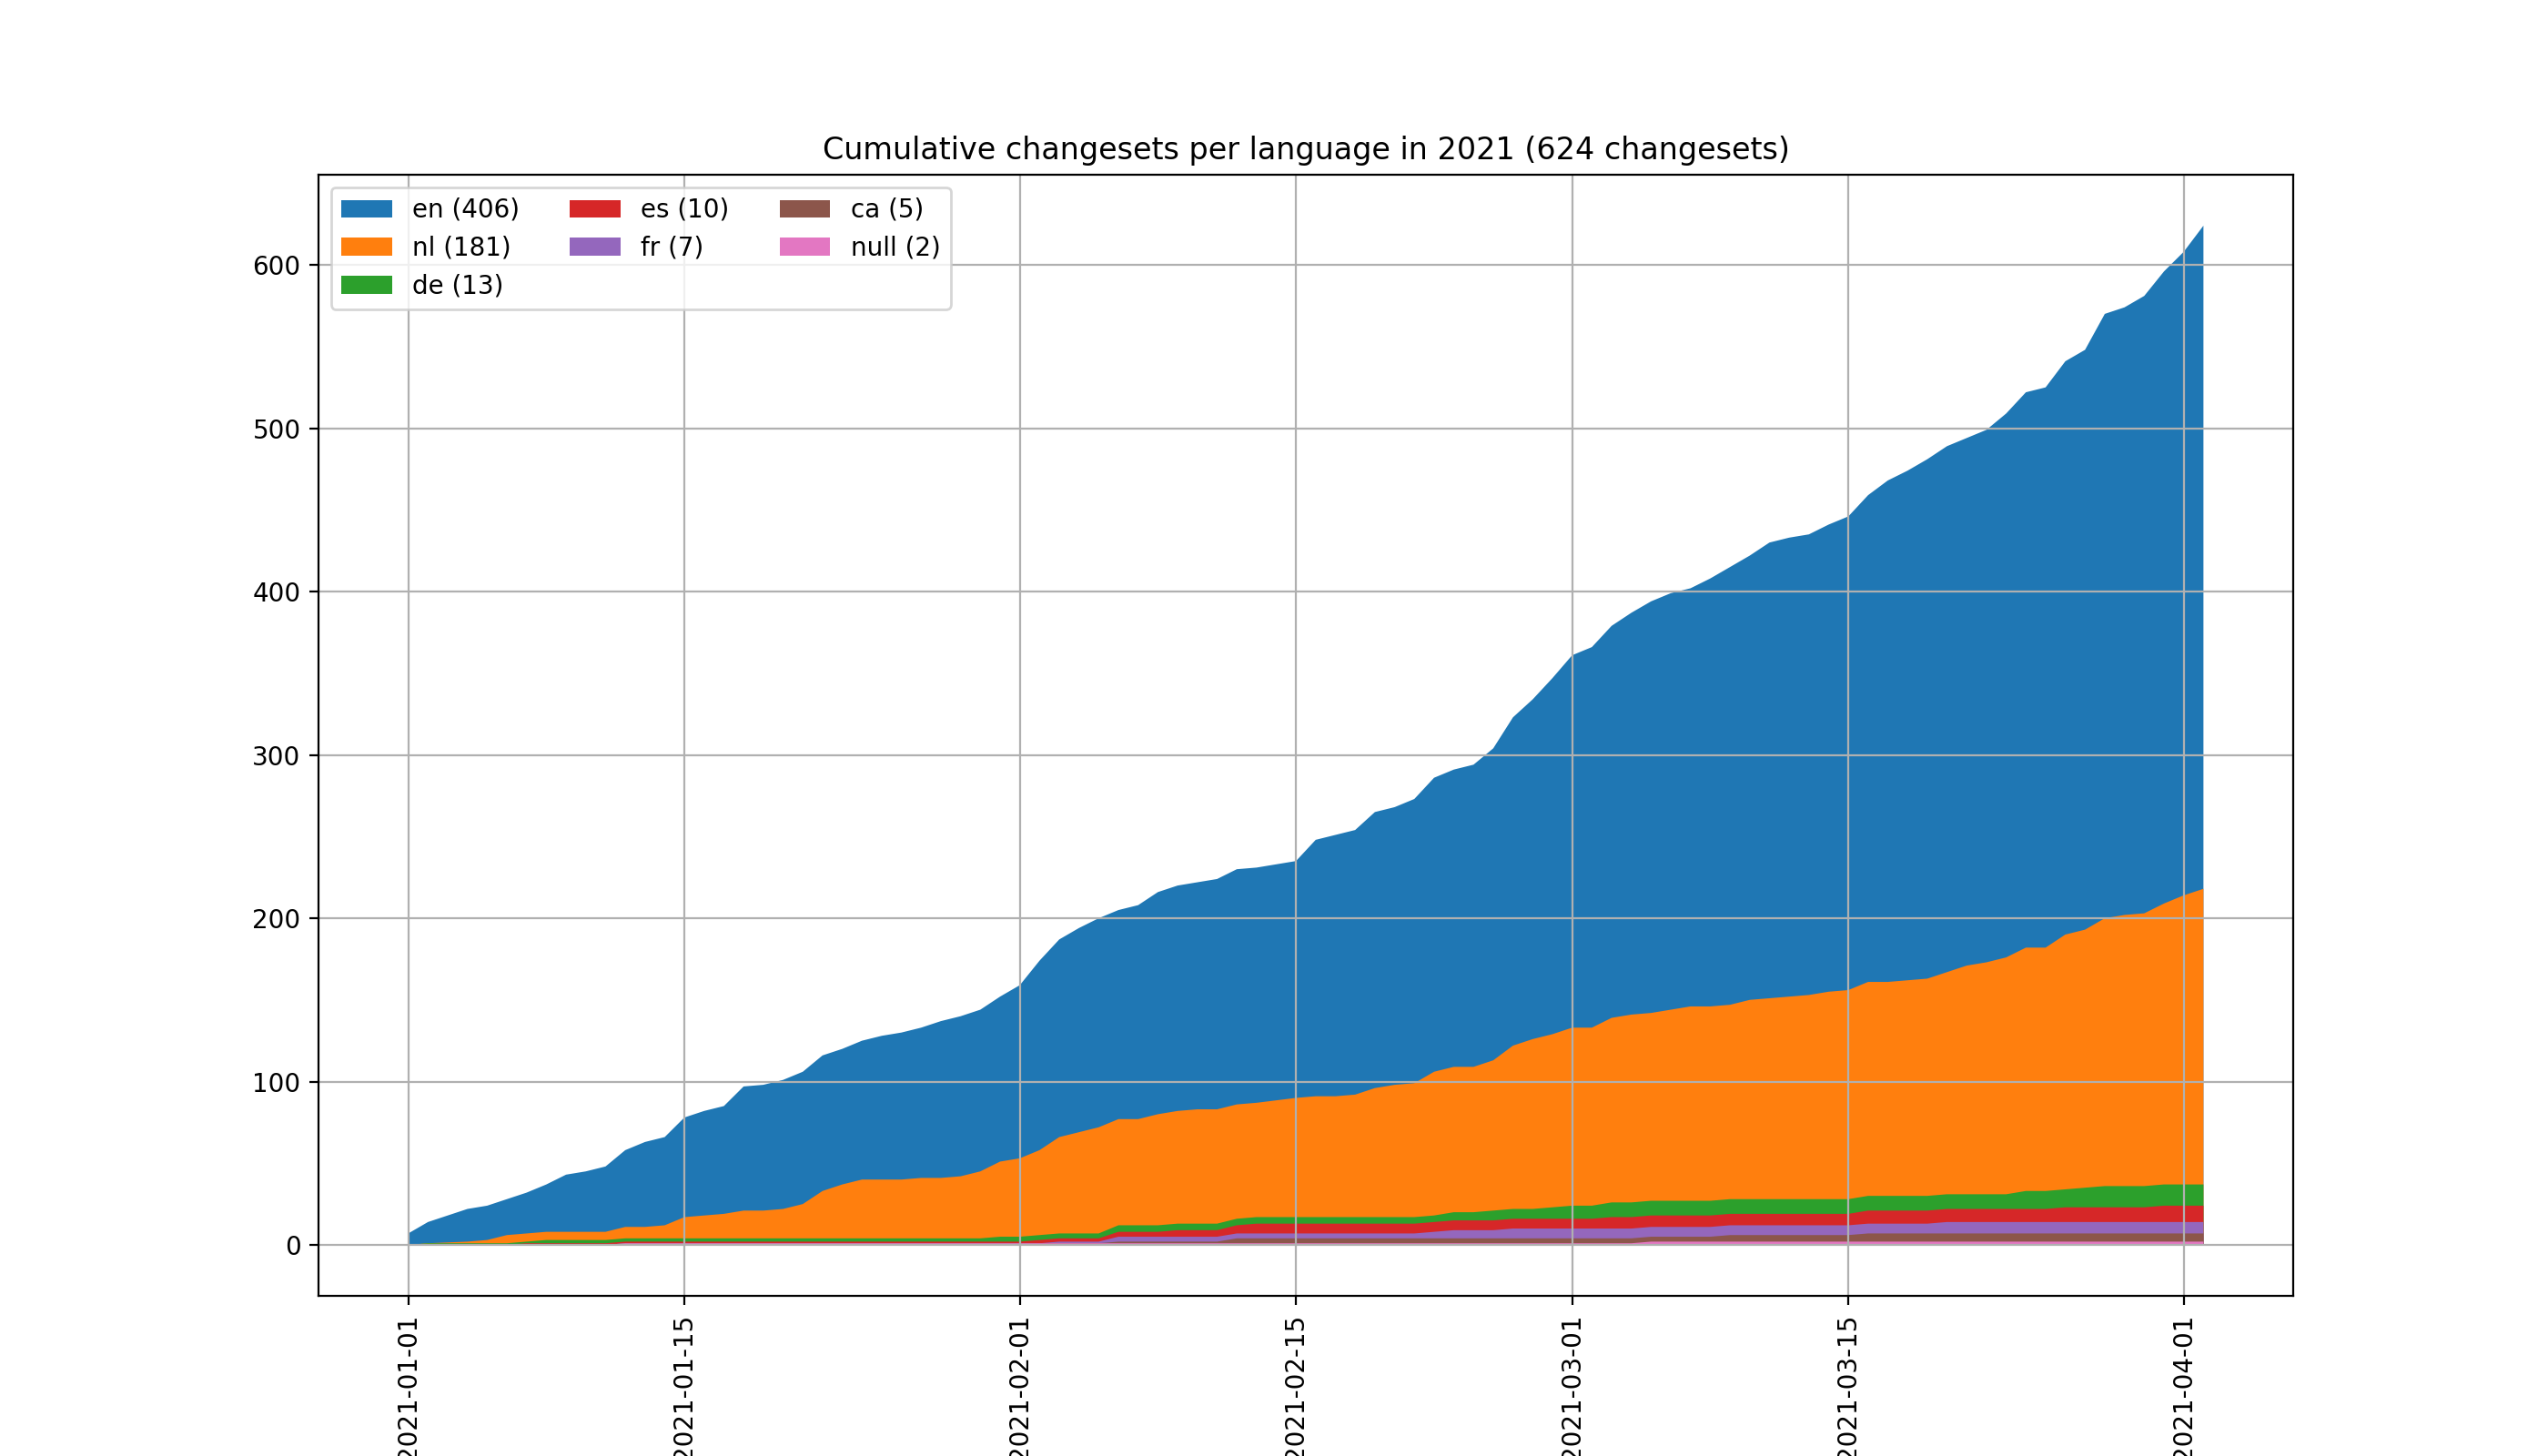 Cumulative changesets per language in 2021 (624 changesets)
en (406)
nl (181)
de (13)
es (10)
fr (7)
ca (5)
null (2)
600
500
400
300
200
100
0
2021-01-01
2021-01-15
2021-02-01
2021-02-15
2021-03-01
2021-03-15
2021-04-01